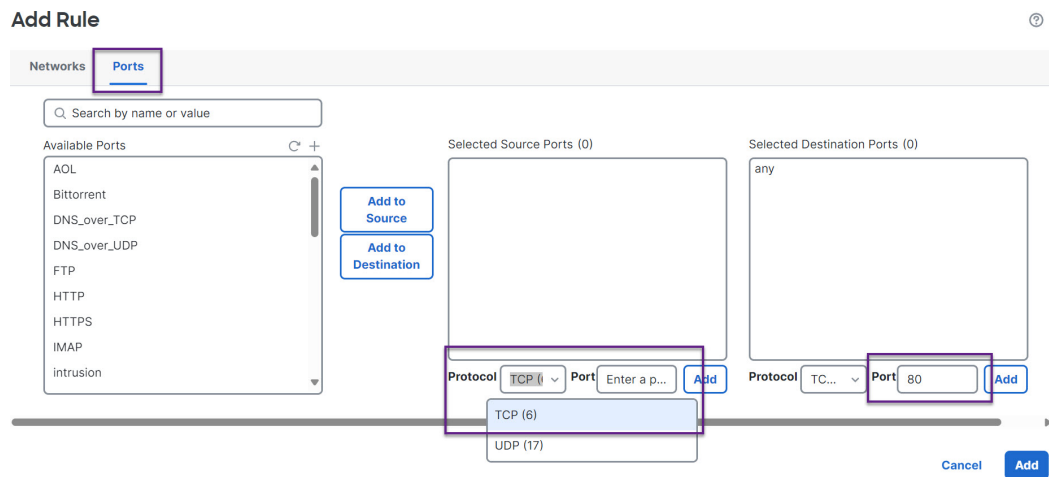 Add Rule
Networks Ports
Search by name or value
Available Ports
AOL
Bittorrent
DNS_over_TCP
DNS_over_UDP
FTP
HTTP
HTTPS
IMAP
intrusion
Add to
Source
Add to
Destination
Selected Source Ports (0)
Protocol TCP ( Port Enter a p... Add
TCP (6)
UDP (17)
Selected Destination Ports (0)
any
Protocol TC... Port 80 Add
Cancel Add